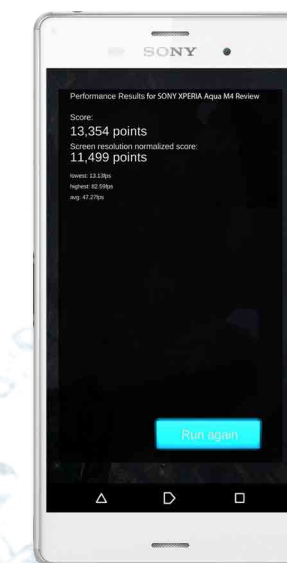 SONY
Performance Results for SONY XPERIA Aqua M4 Review
Score:
13,354 points
Screen resolution normalized score:
11,499 points
lowest: 13.13fps
highest: 82.59fps
avg: 47.27fps
Run again